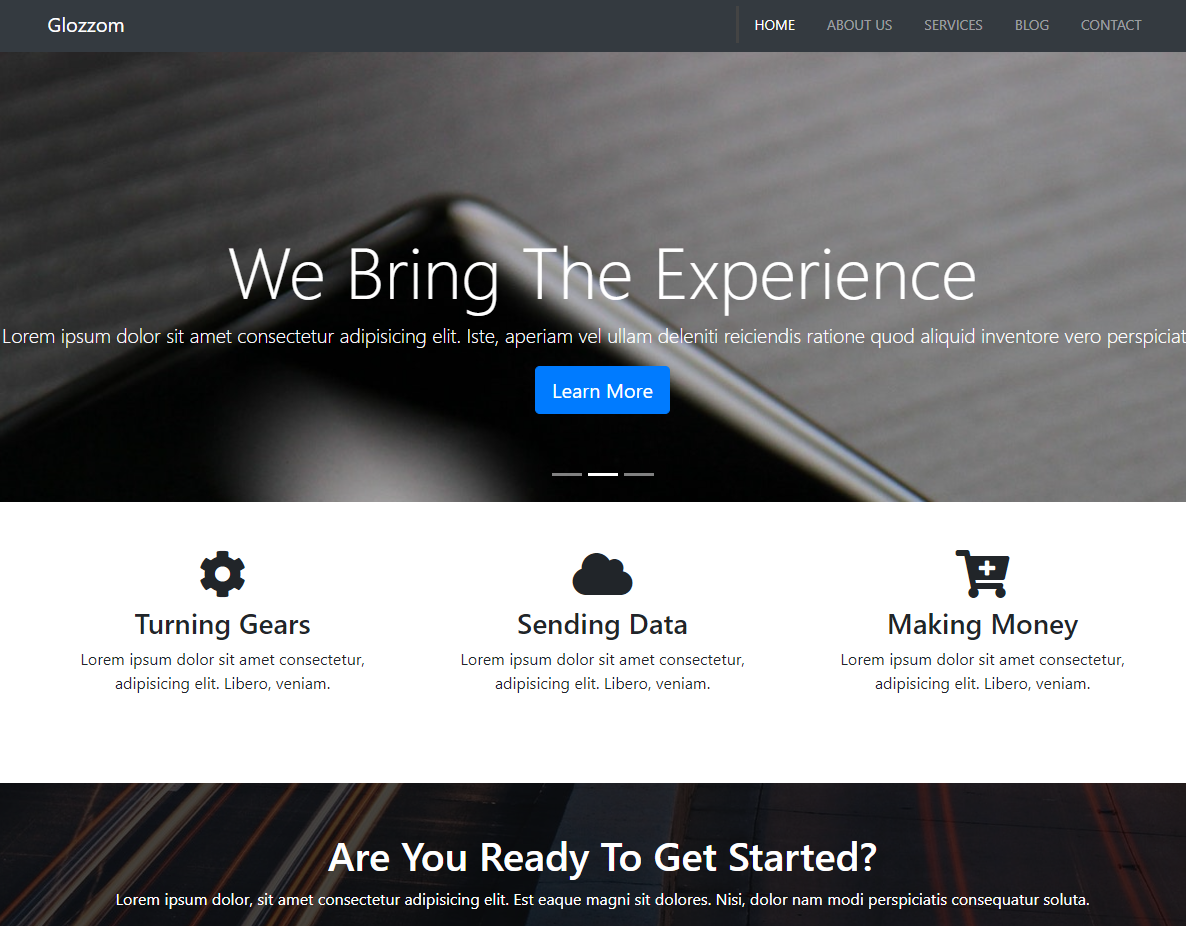 Glozzom
HOME ABOUT US SERVICES BLOG CONTACT
We Bring The Experience
Lorem ipsum dolor sit amet consectetur adipisicing elit. Iste, aperiam vel ullam deleniti reiciendis ratione quod aliquid inventore vero perspiciat
Learn More
Turning Gears
Lorem ipsum dolor sit amet consectetur,
adipisicing elit. Libero, veniam.
Sending Data
Lorem ipsum dolor sit amet consectetur,
adipisicing elit. Libero, veniam.
Making Money
Lorem ipsum dolor sit amet consectetur,
adipisicing elit. Libero, veniam.
Are You Ready To Get Started?
Lorem ipsum dolor, sit amet consectetur adipisicing elit. Est eaque magni sit dolores. Nisi, dolor nam modi perspiciatis consequatur soluta.